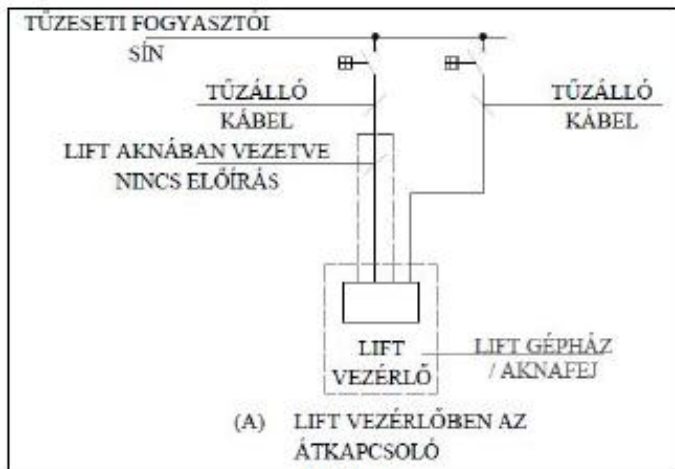 TŰZESETI FOGYASZTÓI
SÍN
TŰZÁLLÓ
KÁBEL
TŰZÁLLÓ
KÁBEL
LIFT AKNÁBAN VEZETVE
NINCS ELŐÍRÁS
LIFT
VEZÉRLŐ
LIFT GÉPHÁZ
/ AKNAFEJ
(A) LIFT VEZÉRLŐBEN AZ
ÁTKAPCSOLÓ